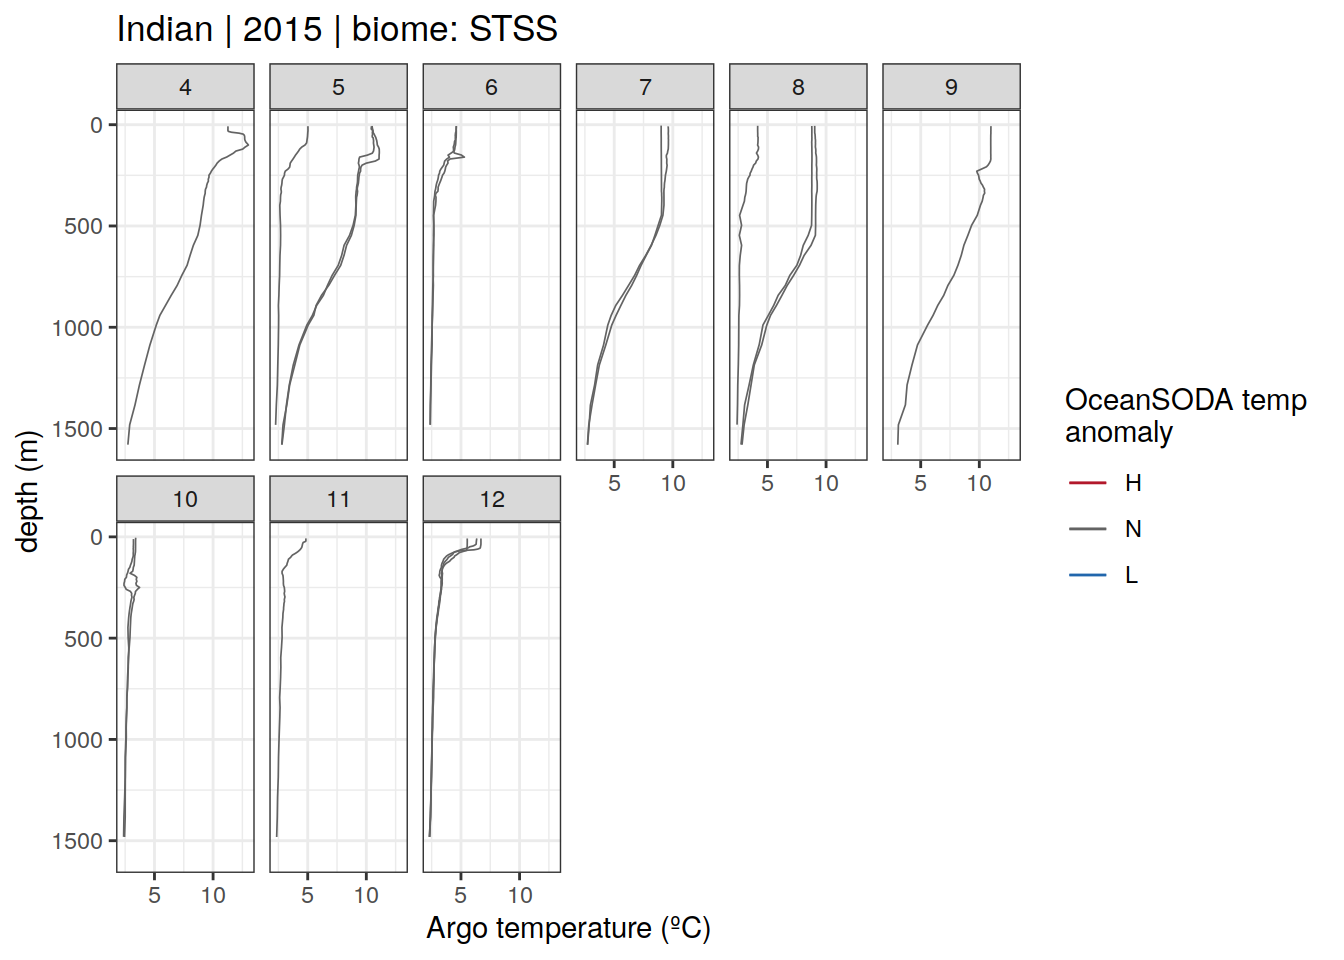 Indian | 2015 | biome: STSS
4 5 6 7 8 9
0
500
1000
1500
5 10 5 10 5 10
10 11 12
0
500
1000
1500
5 10 5 10 5 10
depth (m)
Argo temperature (ºC)
OceanSODA temp
anomaly
H
N
L